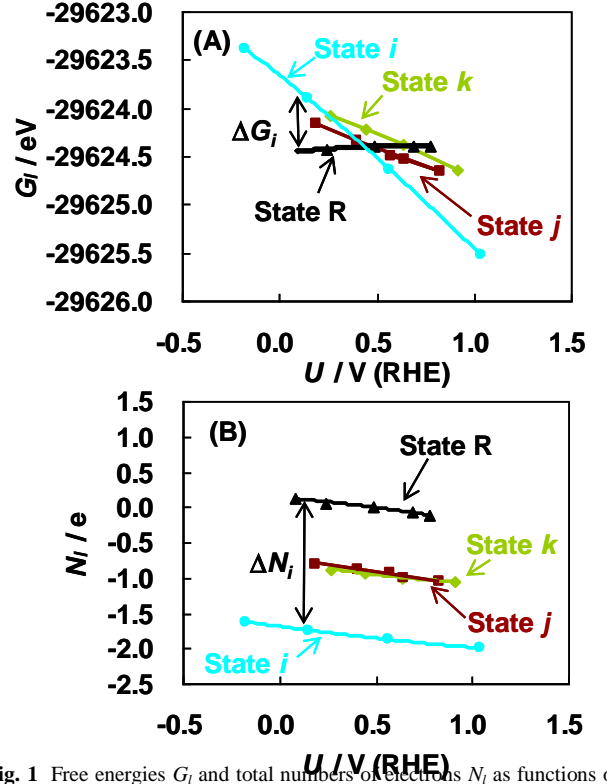 -29623.0
(A)
State i
-29623.5
State k
-29624.0
ΔGᵢ
-29624.5
State R
State j
-29625.0
-29625.5
-29626.0
Gₗ / eV
-0.5 0.0 0.5 1.0 1.5
U / V (RHE)
1.5
(B)
State R
1.0
0.5
0.0
-0.5
State k
ΔNᵢ
-1.0
State j
-1.5
-2.0
State i
-2.5
Nₗ / e
-0.5 0.0 0.5 1.0 1.5
U / V (RHE)
Fig. 1 Free energies Gₗ and total numbers of electrons Nₗ as functions o